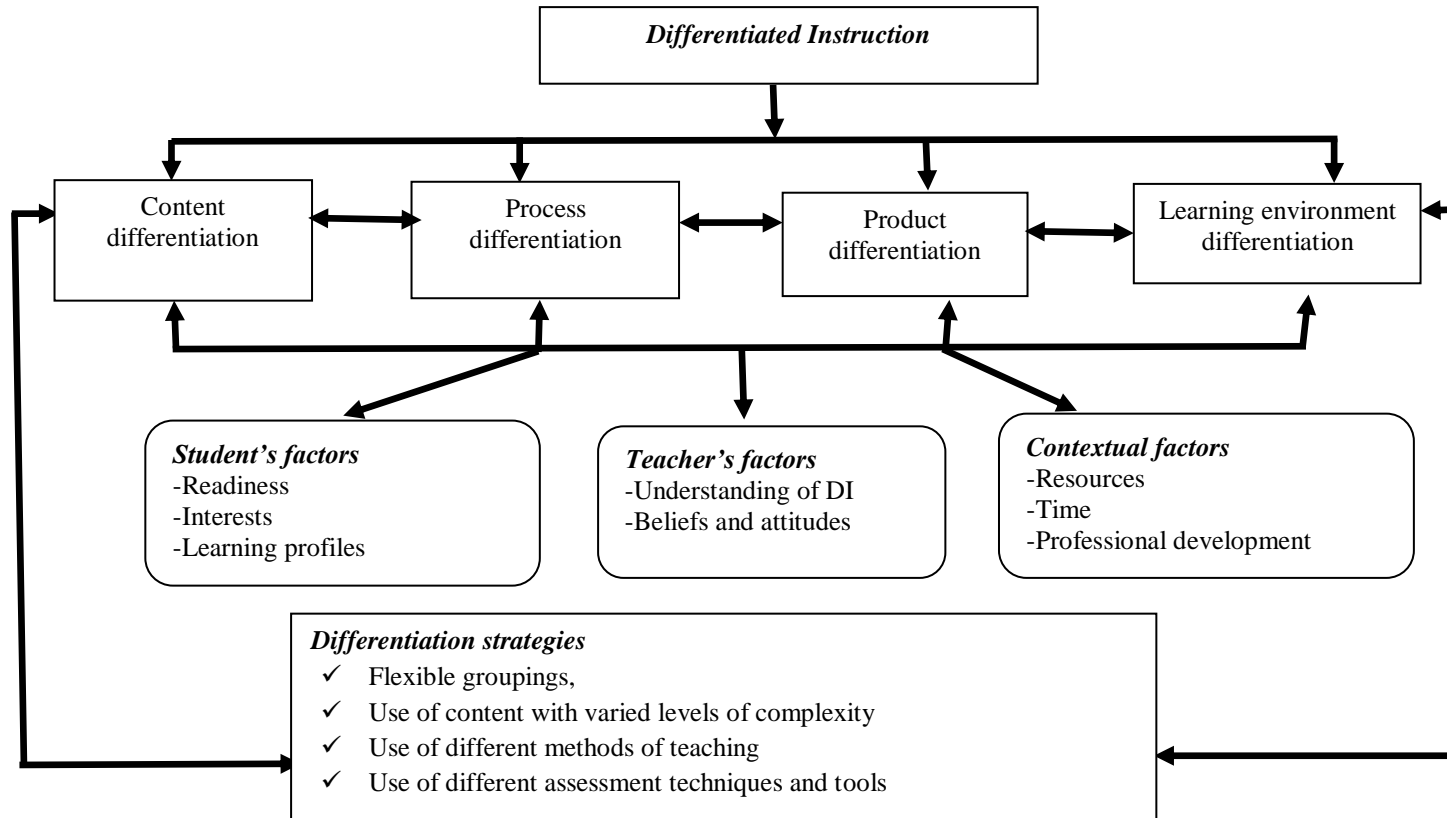 Differentiated Instruction
Content
differentiation
Process
differentiation
Product
differentiation
Learning environment
differentiation
Student’s factors
-Readiness
-Interests
-Learning profiles
Teacher’s factors
-Understanding of DI
-Beliefs and attitudes
Contextual factors
-Resources
-Time
-Professional development
Differentiation strategies
✓ Flexible groupings,
✓ Use of content with varied levels of complexity
✓ Use of different methods of teaching
✓ Use of different assessment techniques and tools